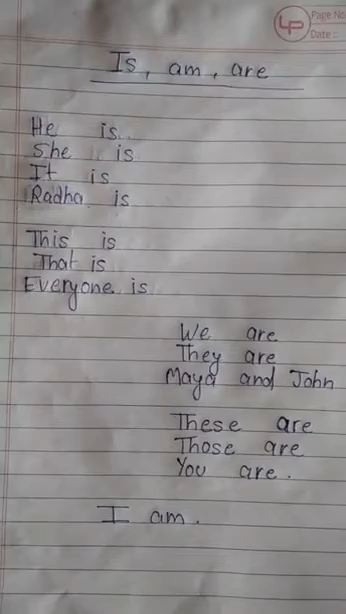 LP
Page No.
Date :
Is, am, are
He is
She is
It is
Radha is
This is
That is
Everyone is
We are
They are
Maya and John
These are
Those are
You are.
I am.